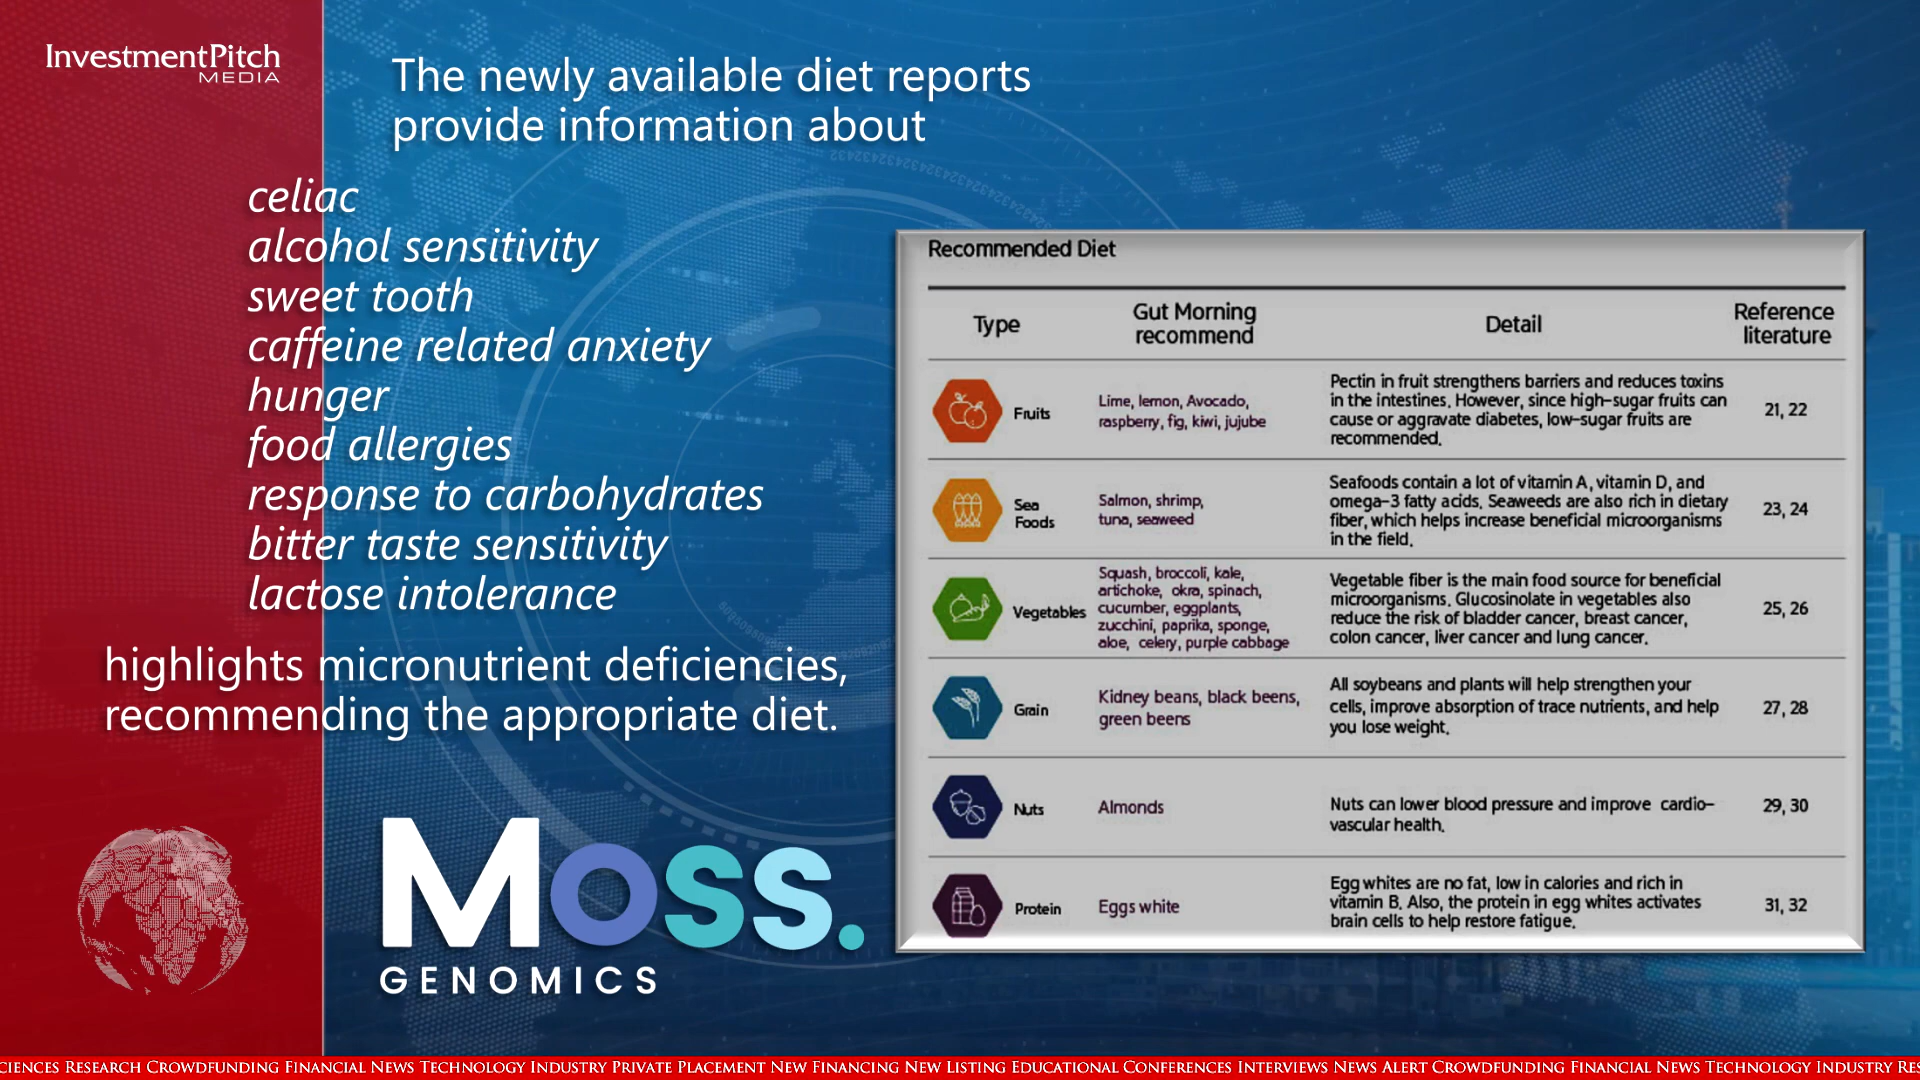 InvestmentPitch
MEDIA
The newly available diet reports
provide information about
celiac
alcohol sensitivity
sweet tooth
caffeine related anxiety
hunger
food allergies
response to carbohydrates
bitter taste sensitivity
lactose intolerance
highlights micronutrient deficiencies,
recommending the appropriate diet.
Moss.
GENOMICS
Recommended Diet
Type
Gut Morning
recommend
Detail
Reference
literature
Fruits
Lime, lemon, Avocado,
raspberry, fig, kiwi, jujube
Pectin in fruit strengthens barriers and reduces toxins
in the intestines. However, since high-sugar fruits can
cause or aggravate diabetes, low-sugar fruits are
recommended.
21, 22
Sea
Foods
Salmon, shrimp,
tuna, seaweed
Seafoods contain a lot of vitamin A, vitamin D, and
omega-3 fatty acids. Seaweeds are also rich in dietary
fiber, which helps increase beneficial microorganisms
in the field.
23, 24
Vegetables
Squash, broccoli, kale,
artichoke, okra, spinach,
cucumber, eggplants,
zucchini, paprika, sponge,
aloe, celery, purple cabbage
Vegetable fiber is the main food source for beneficial
microorganisms. Glucosinolate in vegetables also
reduce the risk of bladder cancer, breast cancer,
colon cancer, liver cancer and lung cancer.
25, 26
Grain
Kidney beans, black beens,
green beens
All soybeans and plants will help strengthen your
cells, improve absorption of trace nutrients, and help
you lose weight.
27, 28
Nuts
Almonds
Nuts can lower blood pressure and improve cardio-
vascular health.
29, 30
Protein
Eggs white
Egg whites are no fat, low in calories and rich in
vitamin B. Also, the protein in egg whites activates
brain cells to help restore fatigue.
31, 32
CIENCES RESEARCH CROWDFUNDING FINANCIAL NEWS TECHNOLOGY INDUSTRY PRIVATE PLACEMENT NEW FINANCING NEW LISTING EDUCATIONAL CONFERENCES INTERVIEWS NEWS ALERT CROWDFUNDING FINANCIAL NEWS TECHNOLOGY INDUSTRY RES